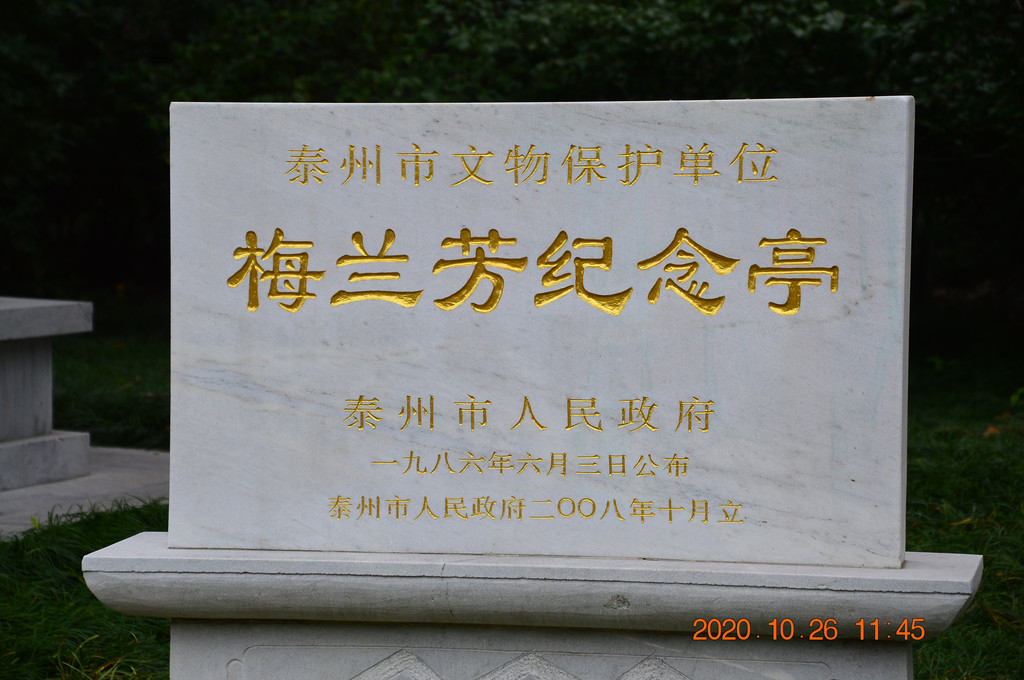 泰州市文物保护单位
梅兰芳纪念亭
泰州市人民政府
一九八六年六月三日公布
泰州市人民政府二〇〇八年十月立
2020.10.26 11:45